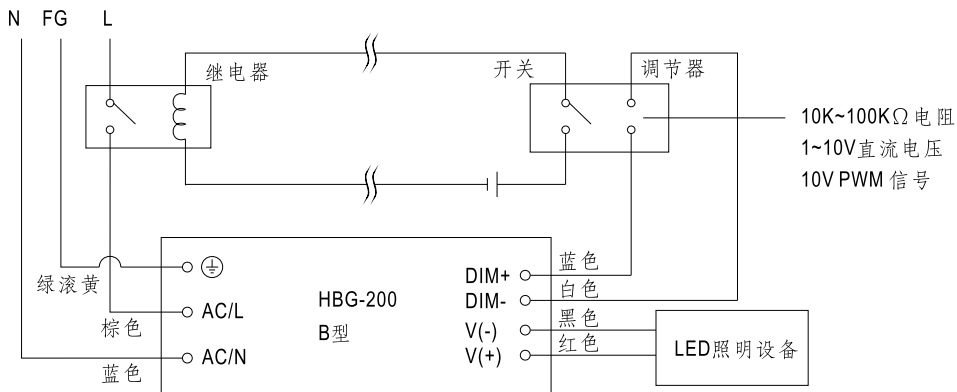 N FG L
继电器
开关
调节器
10K~100KΩ电阻
1~10V直流电压
10V PWM 信号
绿滚黄
棕色
蓝色
AC/L
AC/N
HBG-200
B型
DIM+
DIM-
V(-)
V(+)
蓝色
白色
黑色
红色
LED照明设备